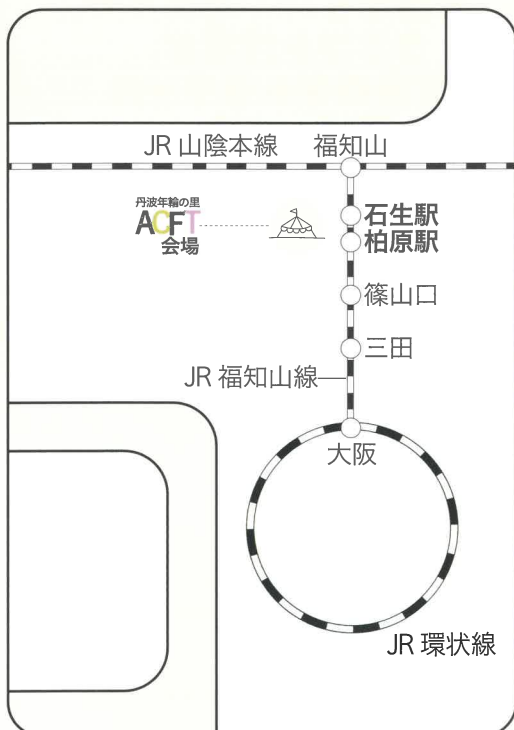 JR 山陰本線
福知山
丹波年輪の里
ACFT
会場
石生駅
柏原駅
篠山口
三田
JR 福知山線
大阪
JR 環状線